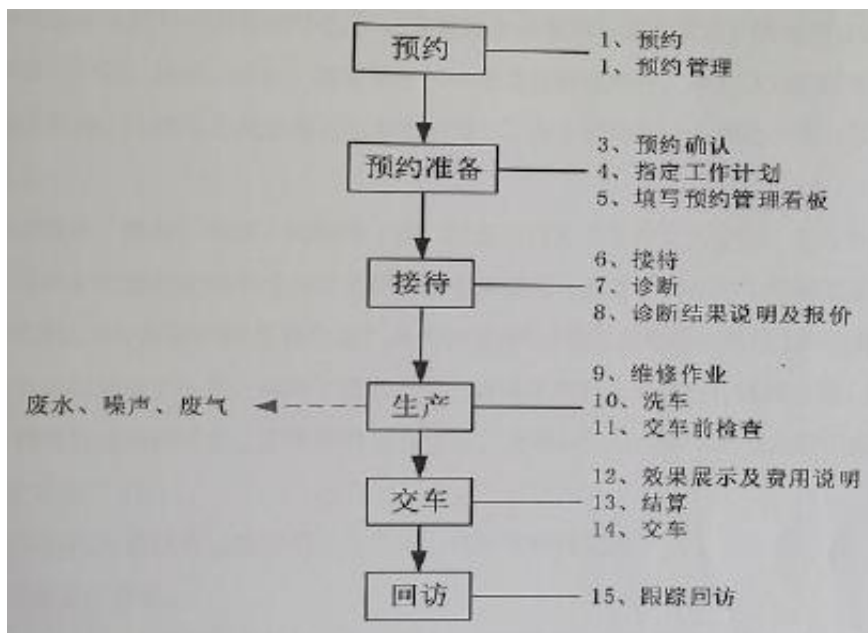 预约
1、预约
1、预约管理
预约准备
3、预约确认
4、指定工作计划
5、填写预约管理看板
接待
6、接待
7、诊断
8、诊断结果说明及报价
废水、噪声、废气
生产
9、维修作业
10、洗车
11、交车前检查
交车
12、效果展示及费用说明
13、结算
14、交车
回访
15、跟踪回访